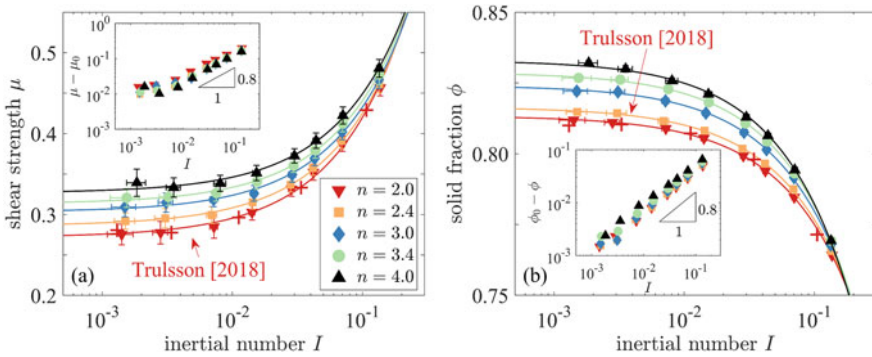 0.55
0.5
0.4
0.3
0.2
shear strength μ
10⁰
10⁻¹
10⁻²
10⁻³
μ − μ₀
10⁻³ 10⁻² 10⁻¹
I
0.8
1
Trulsson [2018]
(a)
n = 2.0
n = 2.4
n = 3.0
n = 3.4
n = 4.0
10⁻³ 10⁻² 10⁻¹
inertial number I
0.85
0.80
0.75
solid fraction ϕ
Trulsson [2018]
10⁻¹
10⁻²
10⁻³
ϕ₀ − ϕ
10⁻³ 10⁻² 10⁻¹
I
0.8
1
(b)
10⁻³ 10⁻² 10⁻¹
inertial number I